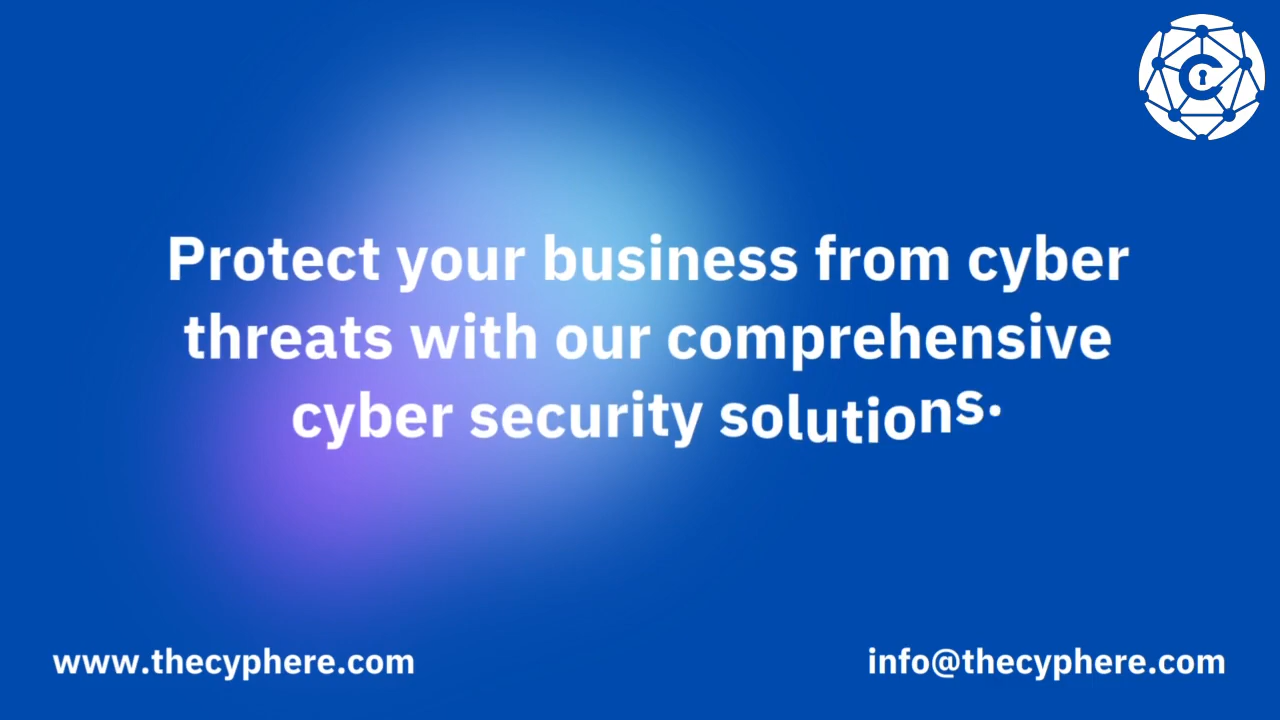 Protect your business from cyber
threats with our comprehensive
cyber security solutions.
www.thecyphere.com
info@thecyphere.com